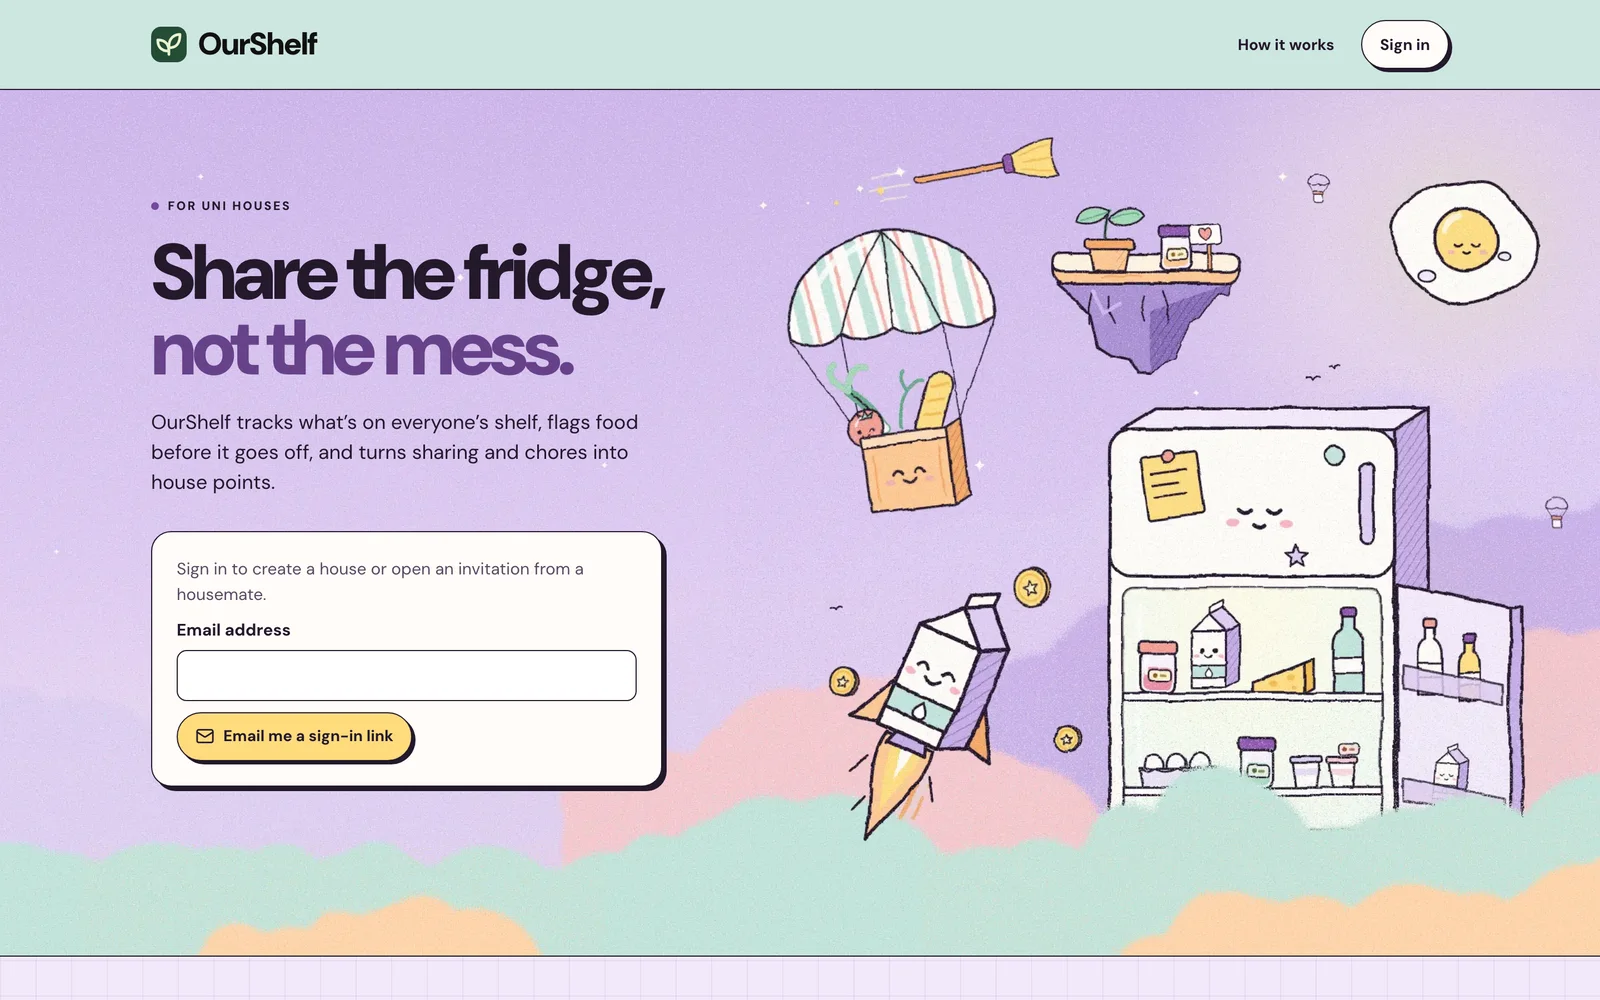 OurShelf
How it works
Sign in
FOR UNI HOUSES
Share the fridge,
not the mess.
OurShelf tracks what’s on everyone’s shelf, flags food
before it goes off, and turns sharing and chores into
house points.
Sign in to create a house or open an invitation from a
housemate.
Email address
Email me a sign-in link